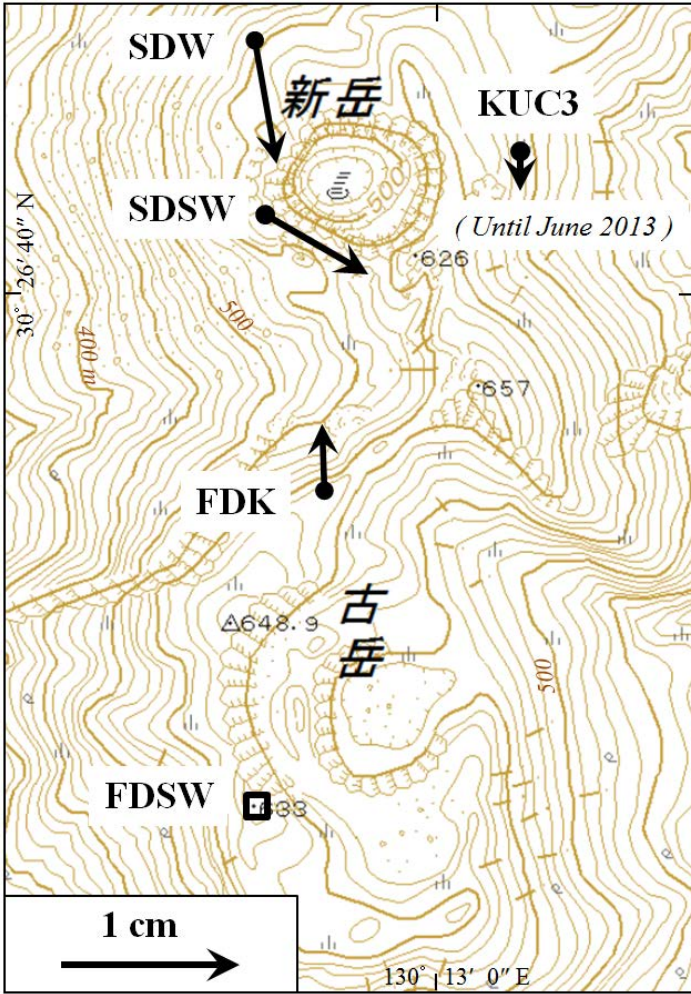 SDW
新岳
KUC3
SDSW
500
( Until June 2013 )
626
30° 26′ 40″ N
500
400 m
657
FDK
古岳
648.9
500
FDSW
633
1 cm
130° 13′ 0″ E